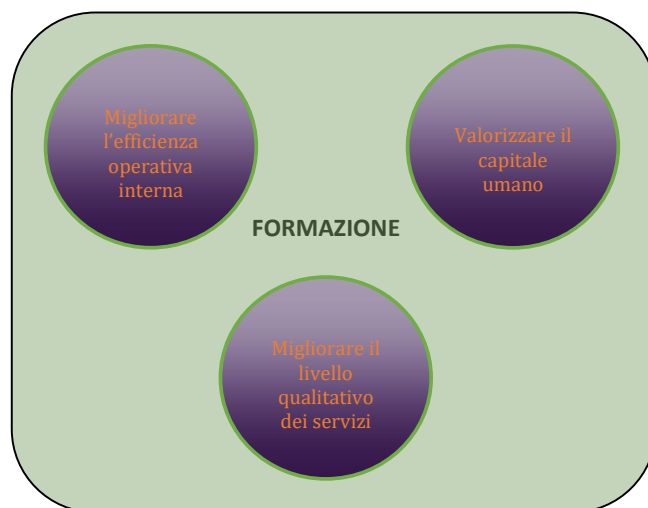 Migliorare
l'efficienza
operativa
interna
Valorizzare il
capitale
umano
FORMAZIONE
Migliorare il
livello
qualitativo
dei servizi